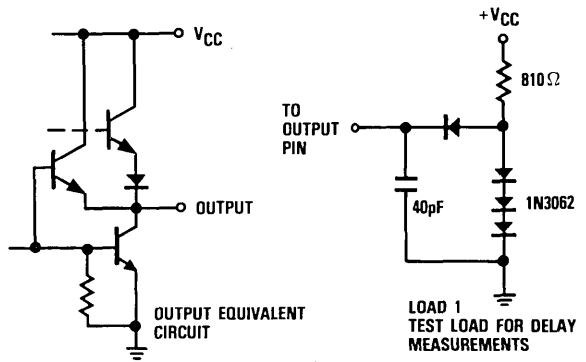 V_CC
OUTPUT
OUTPUT EQUIVALENT
CIRCUIT
+V_CC
810Ω
TO
OUTPUT
PIN
40pF
1N3062
LOAD 1
TEST LOAD FOR DELAY
MEASUREMENTS